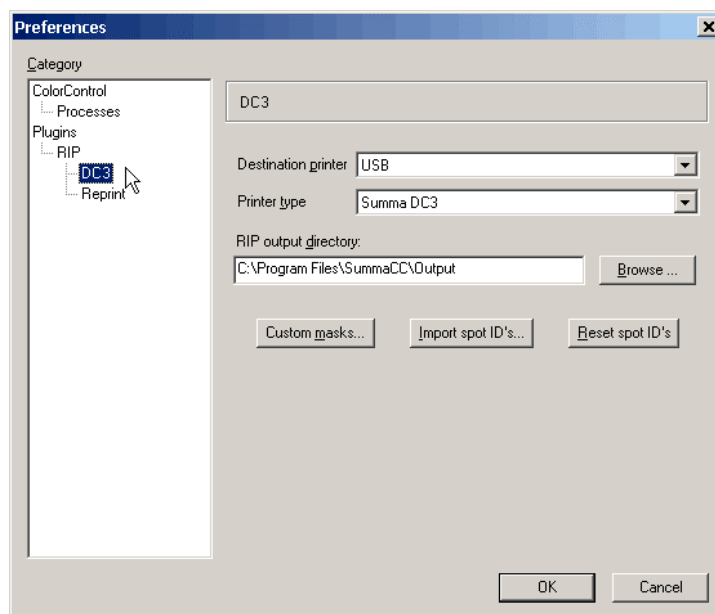 Preferences
Category
ColorControl
Processes
Plugins
RIP
DC3
Reprint
DC3
Destination printer USB
Printer type Summa DC3
RIP output directory:
C:\Program Files\SummaCC\Output
Browse ...
Custom masks... Import spot ID's... Reset spot ID's
OK Cancel